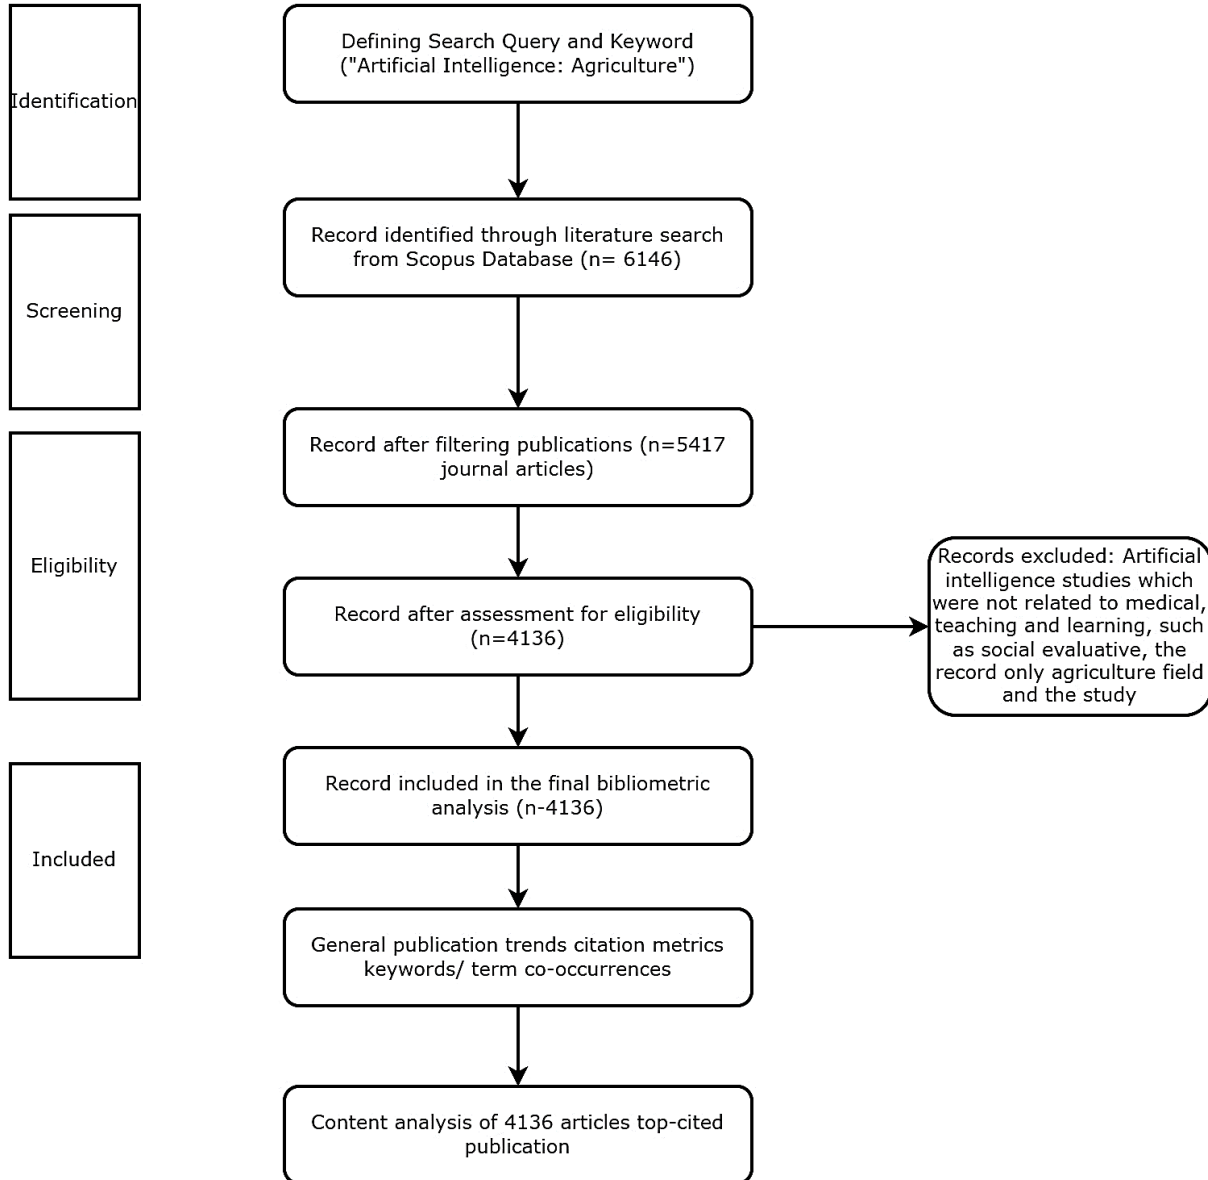 Identification
Defining Search Query and Keyword
("Artificial Intelligence: Agriculture")
Screening
Record identified through literature search
from Scopus Database (n= 6146)
Eligibility
Record after filtering publications (n=5417
journal articles)
Record after assessment for eligibility
(n=4136)
Records excluded: Artificial
intelligence studies which
were not related to medical,
teaching and learning, such
as social evaluative, the
record only agriculture field
and the study
Included
Record included in the final bibliometric
analysis (n-4136)
General publication trends citation metrics
keywords/ term co-occurrences
Content analysis of 4136 articles top-cited
publication